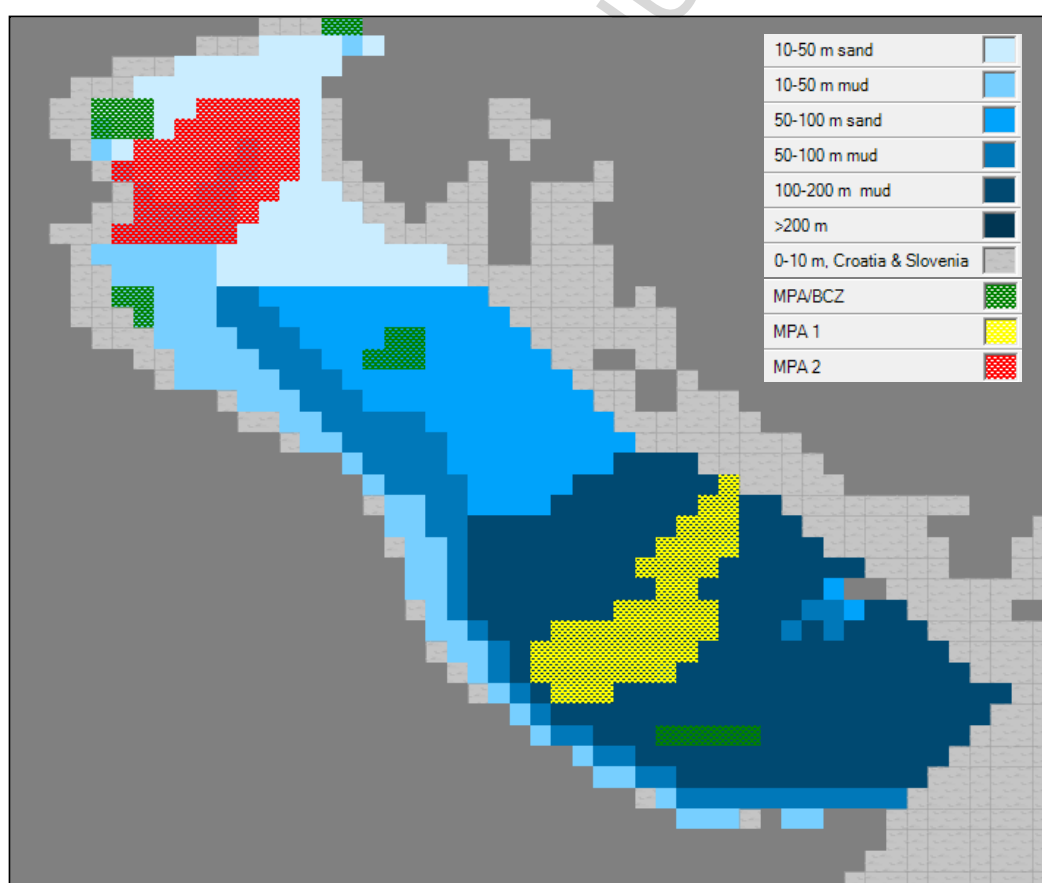 10-50 m sand
10-50 m mud
50-100 m sand
50-100 m mud
100-200 m mud
>200 m
0-10 m, Croatia & Slovenia
MPA/BCZ
MPA 1
MPA 2